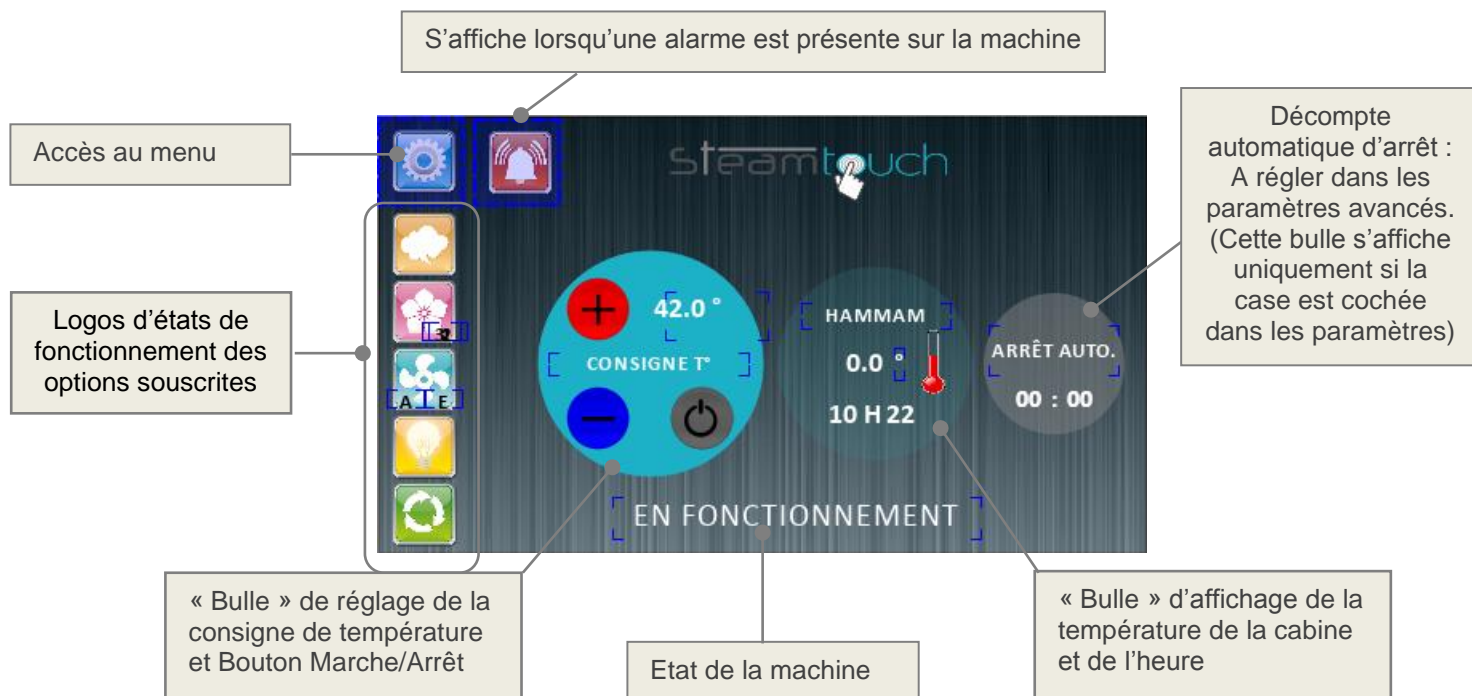 S’affiche lorsqu’une alarme est présente sur la machine
Accès au menu
Steamtouch
Décompte
automatique d’arrêt :
A régler dans les
paramètres avancés.
(Cette bulle s’affiche
uniquement si la
case est cochée
dans les paramètres)
Logos d’états de
fonctionnement des
options souscrites
A E
42.0 °
CONSIGNE T°
HAMMAM
0.0 °
10 H 22
ARRÊT AUTO.
00 : 00
EN FONCTIONNEMENT
« Bulle » de réglage de la
consigne de température
et Bouton Marche/Arrêt
Etat de la machine
« Bulle » d’affichage de la
température de la cabine
et de l’heure